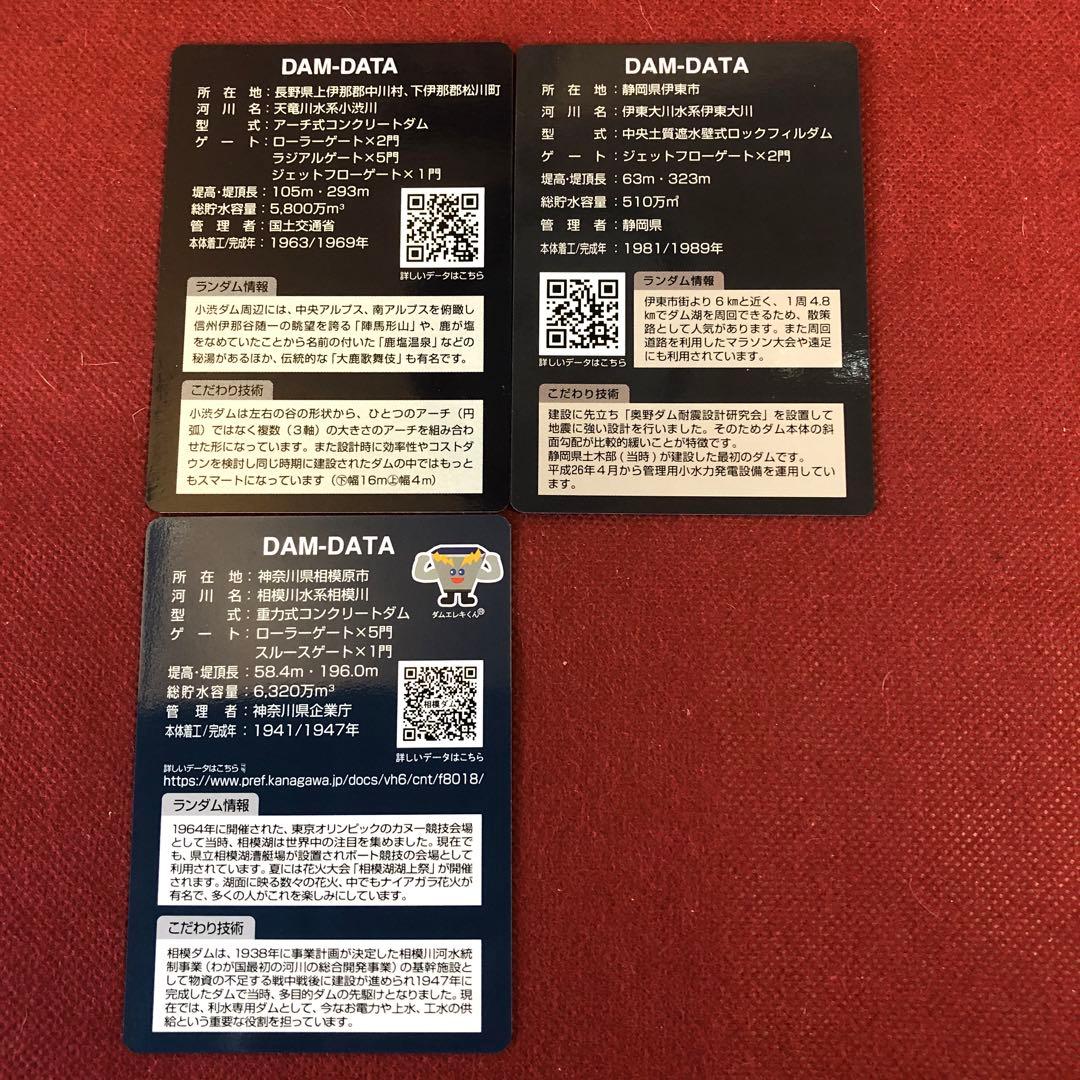 DAM-DATA
所在地：長野県上伊那郡中川村、下伊那郡松川町
河川名：天竜川水系小渋川
型式：アーチ式コンクリートダム
ゲート：ローラーゲート×2門
ラジアルゲート×5門
ジェットフローゲート×1門
堤高・堤頂長：105m・293m
総貯水容量：5,800万m³
管理者：国土交通省
本体着工/完成年：1963/1969年
詳しいデータはこちら
ランダム情報
小渋ダム周辺には、中央アルプス、南アルプスを俯瞰し
信州伊那谷随一の眺望を誇る「陣馬形山」や、鹿が塩
をなめていたことから名前の付いた「鹿塩温泉」などの
秘湯があるほか、伝統的な「大鹿歌舞伎」も有名です。
こだわり技術
小渋ダムは左右の谷の形状から、ひとつのアーチ（円
弧）ではなく複数（3軸）の大きさのアーチを組み合わ
せた形になっています。また設計時に効率性やコストダ
ウンを検討し同じ時期に建設されたダムの中ではもっと
もスマートになっています（㊦幅16m㊤幅4m）
DAM-DATA
所在地：静岡県伊東市
河川名：伊東大川水系伊東大川
型式：中央土質遮水壁式ロックフィルダム
ゲート：ジェットフローゲート×2門
堤高・堤頂長：63m・323m
総貯水容量：510万㎥
管理者：静岡県
本体着工/完成年：1981/1989年
詳しいデータはこちら
ランダム情報
伊東市街より6㎞と近く、1周4.8
㎞でダム湖を周回できるため、散策
路として人気があります。また周回
道路を利用したマラソン大会や遠足
にも利用されています。
こだわり技術
建設に先立ち「奥野ダム耐震設計研究会」を設置して
地震に強い設計を行いました。そのためダム本体の斜
面勾配が比較的緩いことが特徴です。
静岡県土木部(当時)が建設した最初のダムです。
平成26年4月から管理用小水力発電設備を運用してい
ます。
DAM-DATA
ダムエレキくん®
所在地：神奈川県相模原市
河川名：相模川水系相模川
型式：重力式コンクリートダム
ゲート：ローラーゲート×5門
スルースゲート×1門
堤高・堤頂長：58.4m・196.0m
総貯水容量：6,320万m³
管理者：神奈川県企業庁
本体着工/完成年：1941/1947年
相模ダム
詳しいデータはこちら
詳しいデータはこちら
https://www.pref.kanagawa.jp/docs/vh6/cnt/f8018/
ランダム情報
1964年に開催された、東京オリンピックのカヌー競技会場
として当時、相模湖は世界中の注目を集めました。現在で
も、県立相模湖漕艇場が設置されボート競技の会場として
利用されています。夏には花火大会「相模湖湖上祭」が開催
されます。湖面に映る数々の花火、中でもナイアガラ花火が
有名で、多くの人がこれを楽しみにしています。
こだわり技術
相模ダムは、1938年に事業計画が決定した相模川河水統
制事業（わが国最初の河川の総合開発事業）の基幹施設と
して物資の不足する戦中戦後に建設が進められ1947年に
完成したダムで当時、多目的ダムの先駆けとなりました。現
在では、利水専用ダムとして、今なお電力や上水、工水の供
給という重要な役割を担っています。